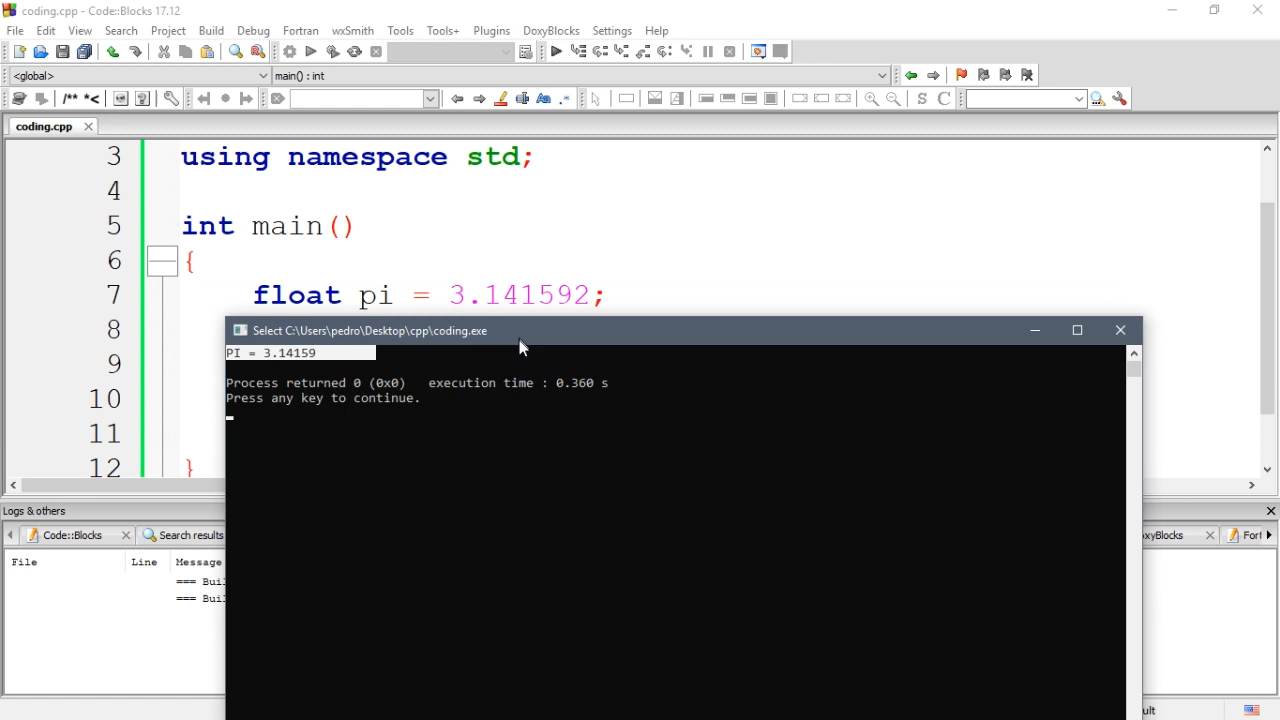 coding.cpp - Code::Blocks 17.12
File Edit View Search Project Build Debug Fortran wxSmith Tools Tools+ Plugins DoxyBlocks Settings Help
<global> main() : int
/** *< S C
coding.cpp
3 using namespace std;
4
5 int main()
6 {
7 float pi = 3.141592;
8
Select C:\Users\pedro\Desktop\cpp\coding.exe
PI = 3.14159
9
Process returned 0 (0x0) execution time : 0.360 s
10
Press any key to continue.
11
12 }
Logs & others
Code::Blocks Search results xyBlocks Fort
File Line Message
=== Buil
=== Buil
ult